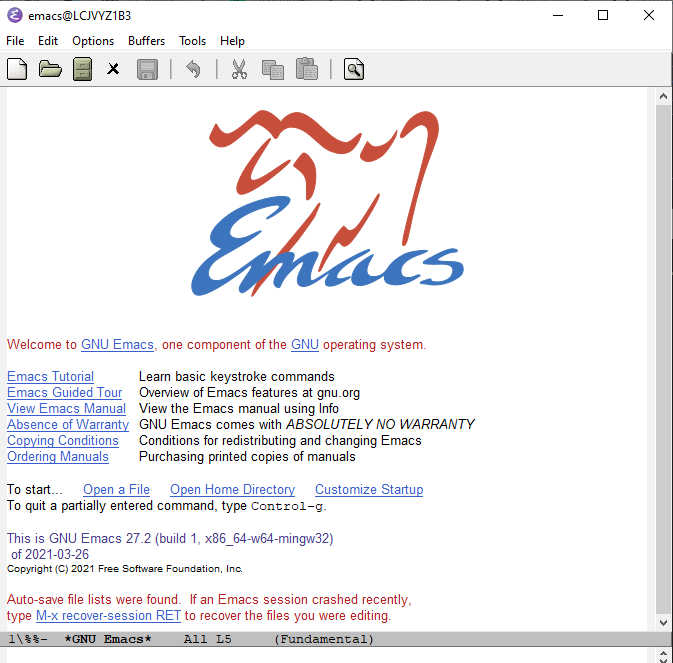 emacs@LCJVYZ1B3
File Edit Options Buffers Tools Help
Emacs
Welcome to GNU Emacs, one component of the GNU operating system.
Emacs Tutorial Learn basic keystroke commands
Emacs Guided Tour Overview of Emacs features at gnu.org
View Emacs Manual View the Emacs manual using Info
Absence of Warranty GNU Emacs comes with ABSOLUTELY NO WARRANTY
Copying Conditions Conditions for redistributing and changing Emacs
Ordering Manuals Purchasing printed copies of manuals
To start... Open a File Open Home Directory Customize Startup
To quit a partially entered command, type Control-g.
This is GNU Emacs 27.2 (build 1, x86_64-w64-mingw32)
of 2021-03-26
Copyright (C) 2021 Free Software Foundation, Inc.
Auto-save file lists were found. If an Emacs session crashed recently,
type M-x recover-session RET to recover the files you were editing.
1\%%- *GNU Emacs* All L5 (Fundamental)